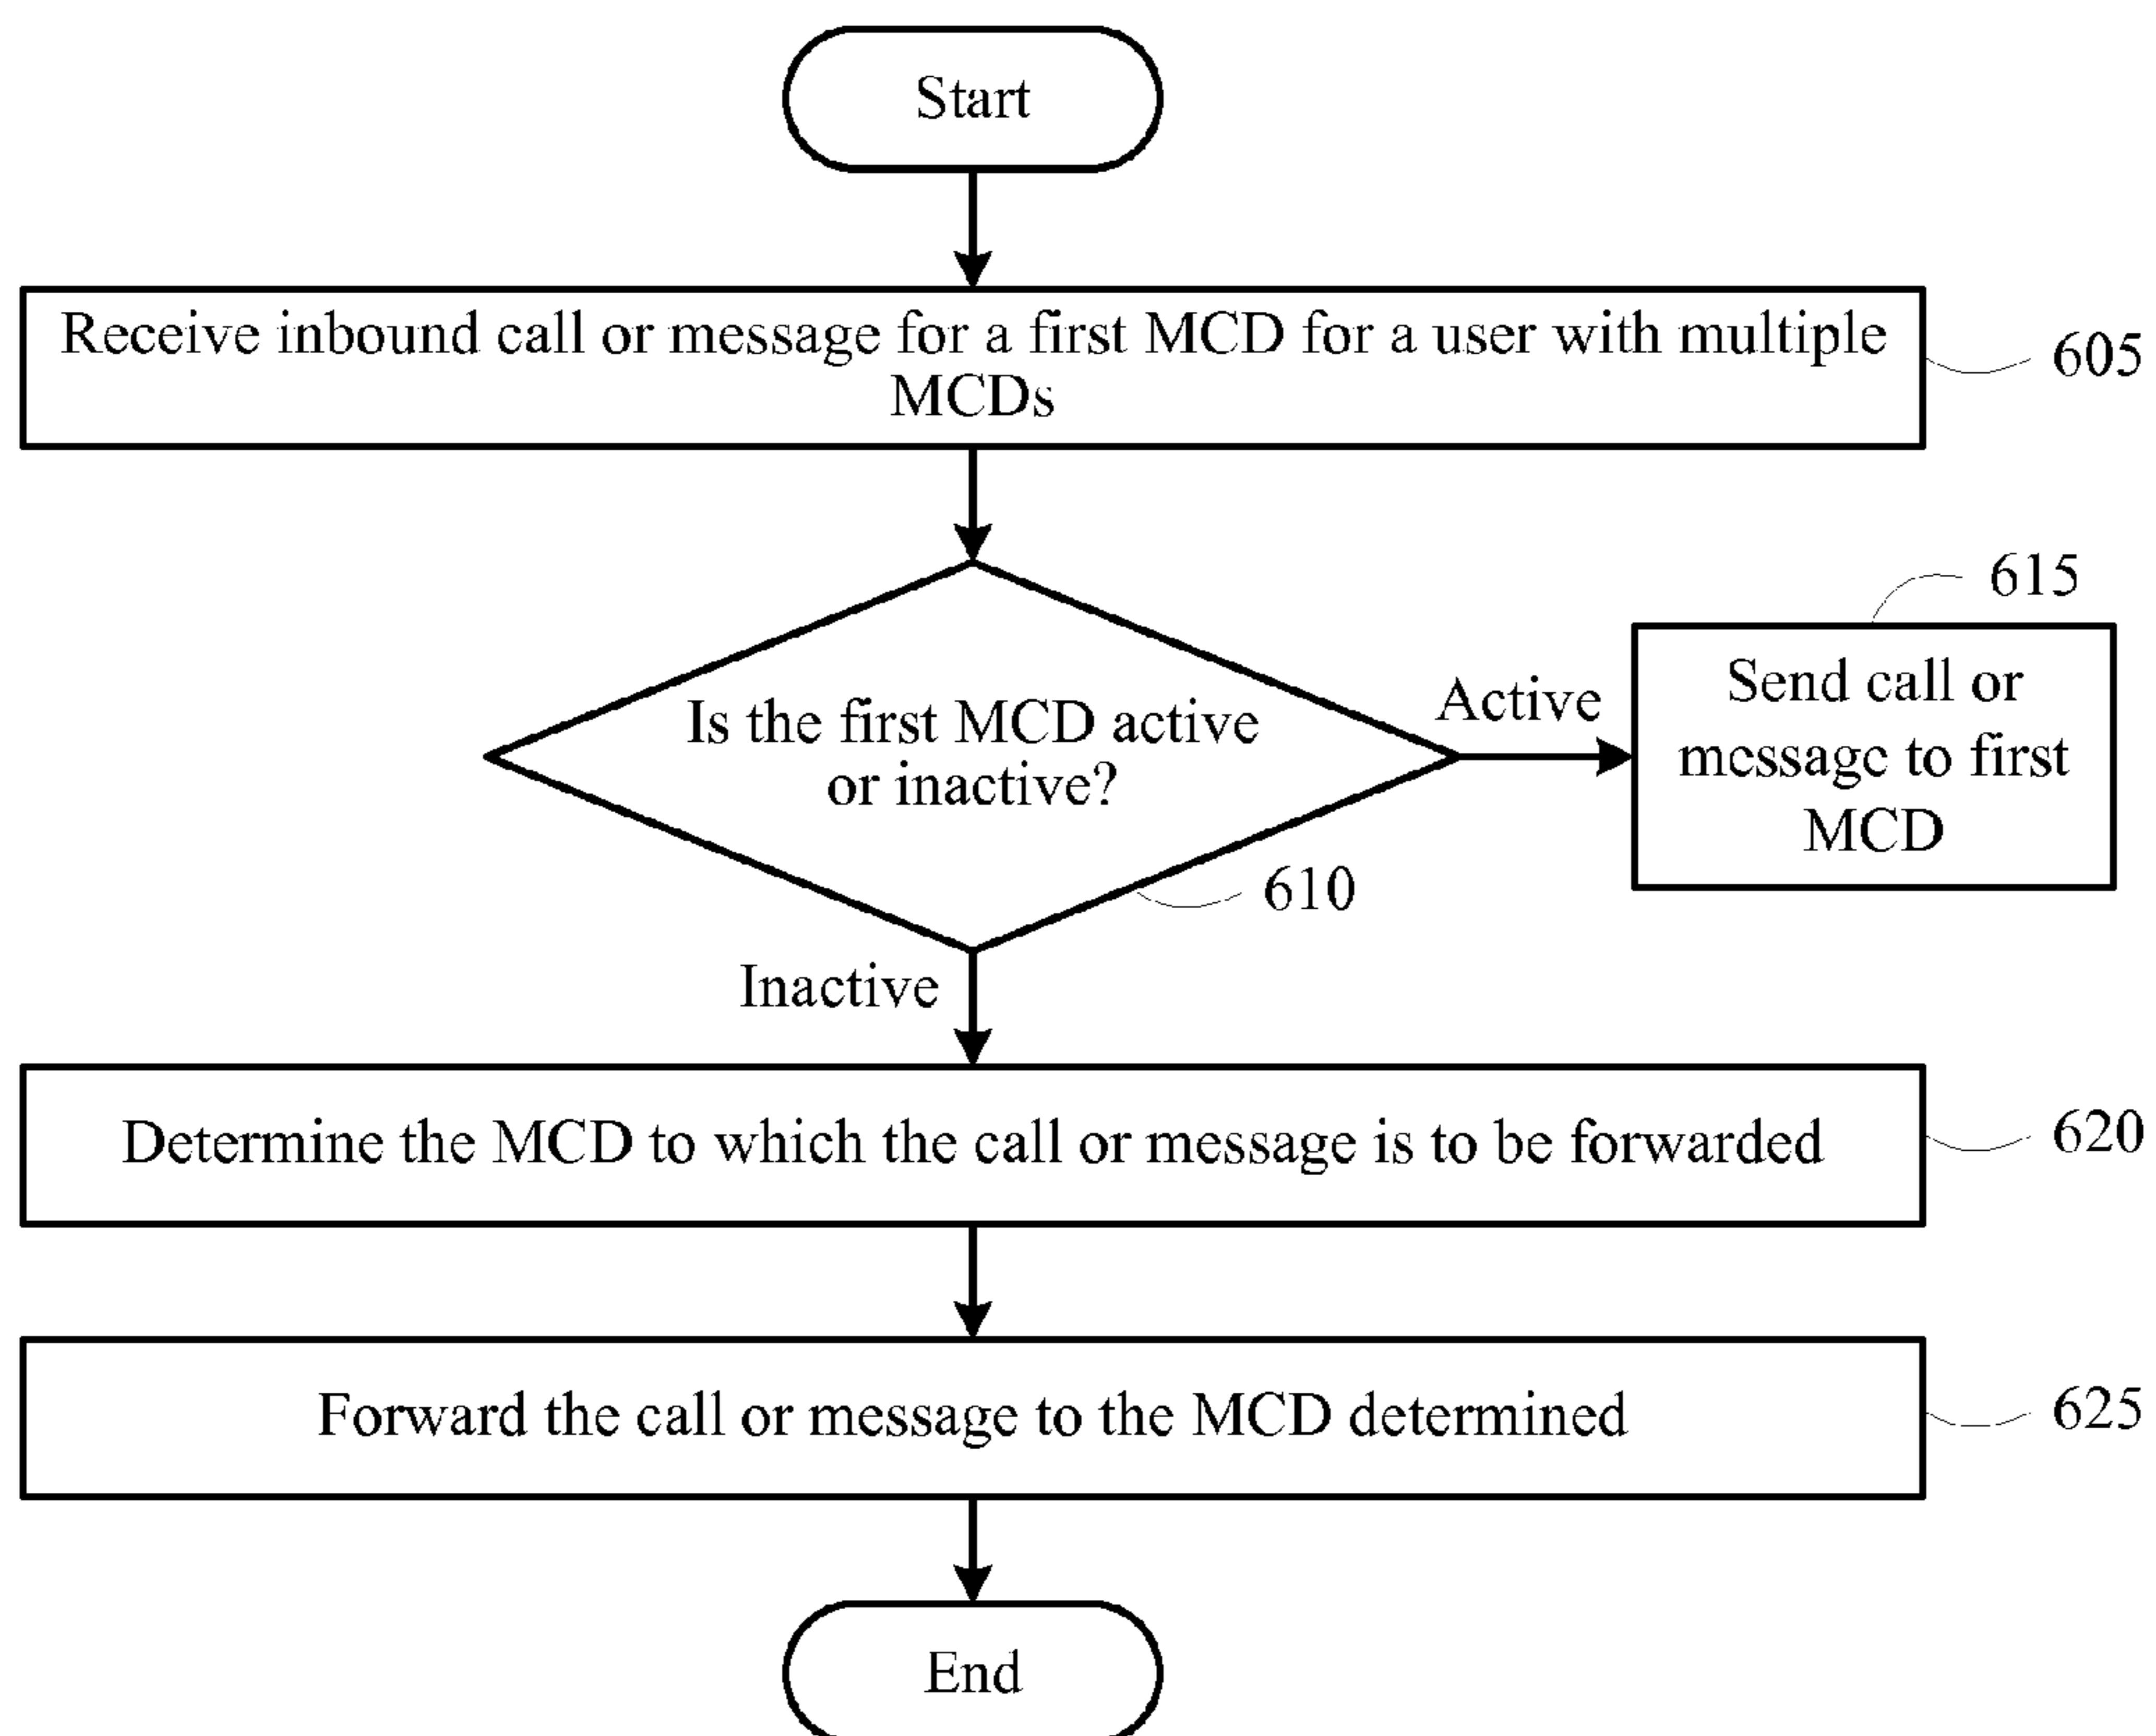 Start
Receive inbound call or message for a first MCD for a user with multiple
MCDs
605
615
Send call or
message to first
MCD
Active
Is the first MCD active
or inactive?
610
Inactive
Determine the MCD to which the call or message is to be forwarded
620
Forward the call or message to the MCD determined
625
End